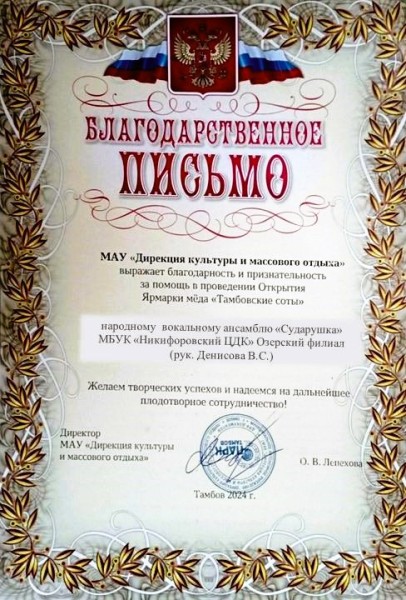 БЛАГОДАРСТВЕННОЕ
ПИСЬМО
МАУ «Дирекция культуры и массового отдыха»
выражает благодарность и признательность
за помощь в проведении Открытия
Ярмарки мёда «Тамбовские соты»
народному вокальному ансамблю «Сударушка»
МБУК «Никифоровский ЦДК» Озерский филиал
(рук. Денисова В.С.)
Желаем творческих успехов и надеемся на дальнейшее
плодотворное сотрудничество!
Директор
МАУ «Дирекция культуры
и массового отдыха»
ПАРК
ТАМБОВ
О. В. Лепехова
Тамбов 2024 г.